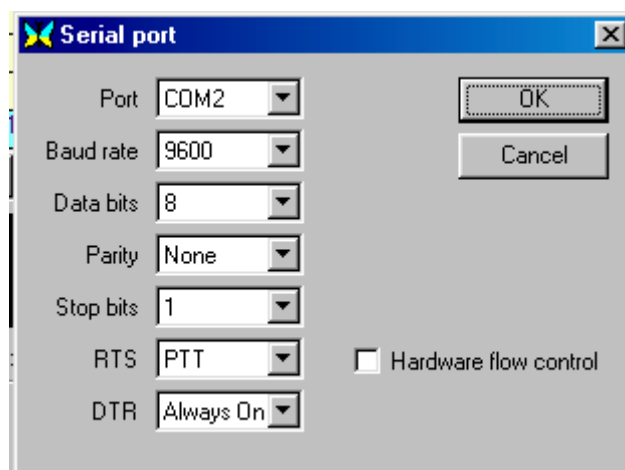 Serial port
Port COM2
OK
Baud rate 9600
Cancel
Data bits 8
Parity None
Stop bits 1
RTS PTT
Hardware flow control
DTR Always On